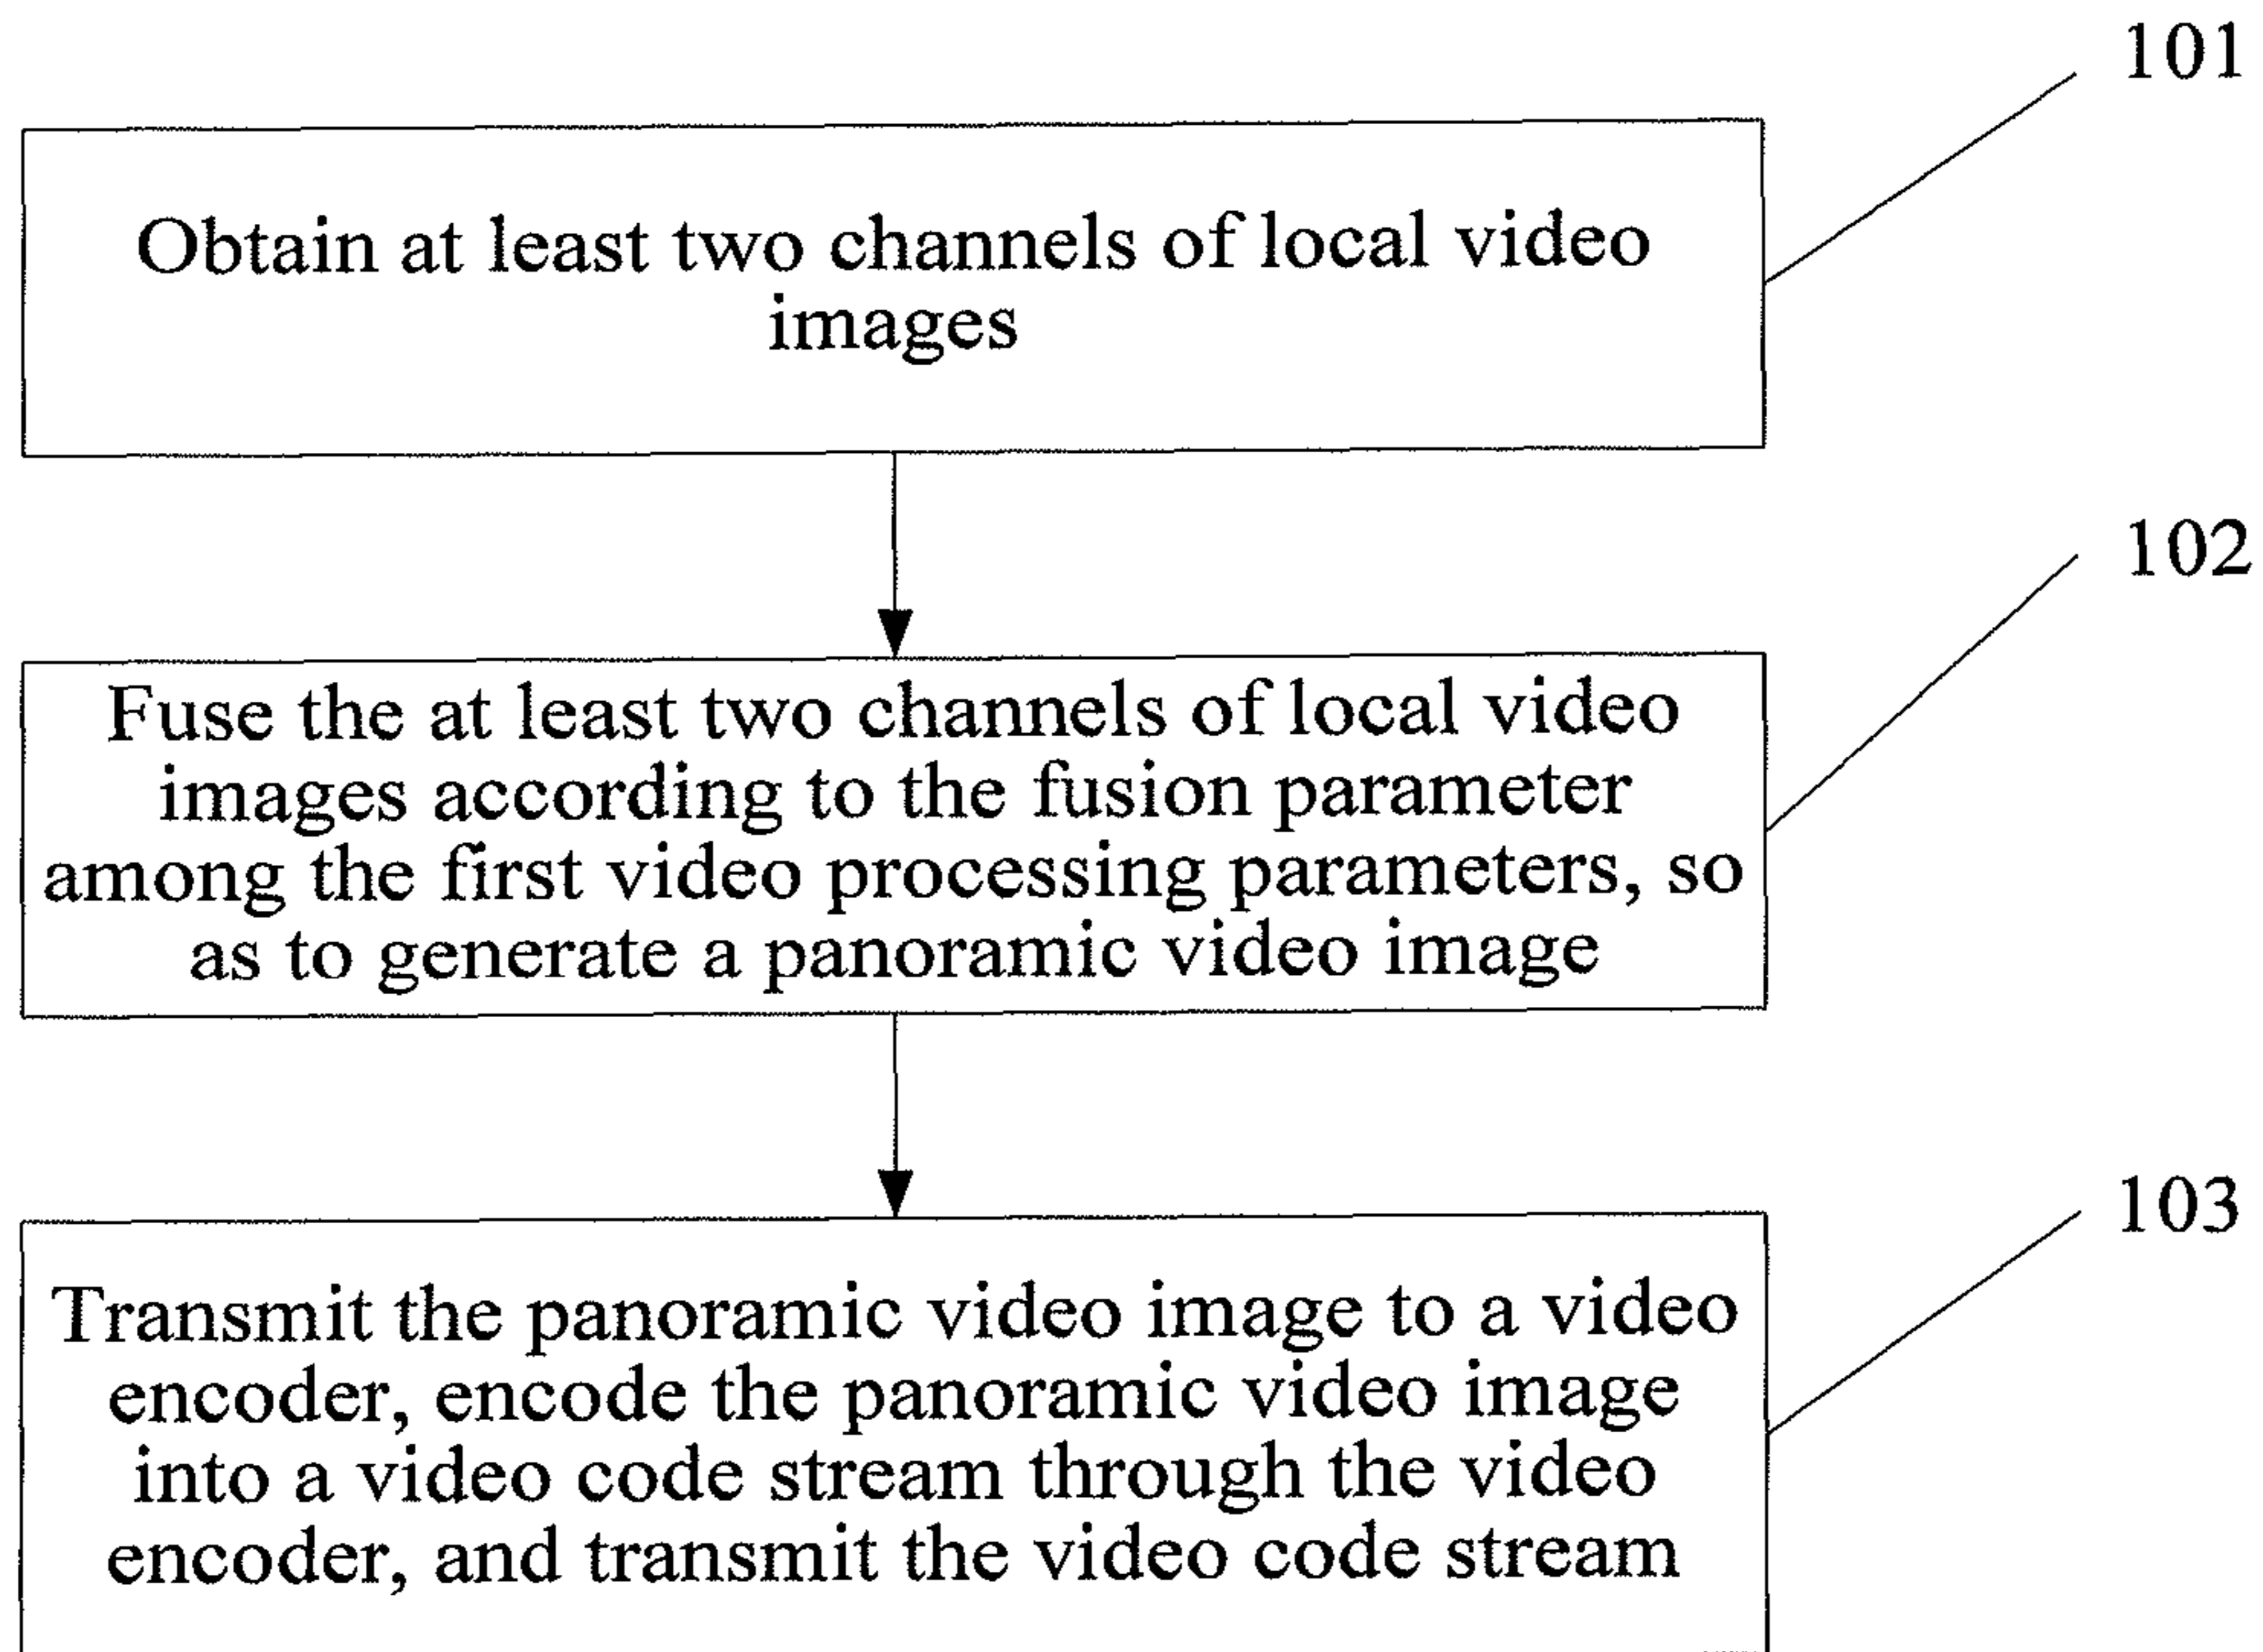 101
Obtain at least two channels of local video
images
102
Fuse the at least two channels of local video
images according to the fusion parameter
among the first video processing parameters, so
as to generate a panoramic video image
103
Transmit the panoramic video image to a video
encoder, encode the panoramic video image
into a video code stream through the video
encoder, and transmit the video code stream